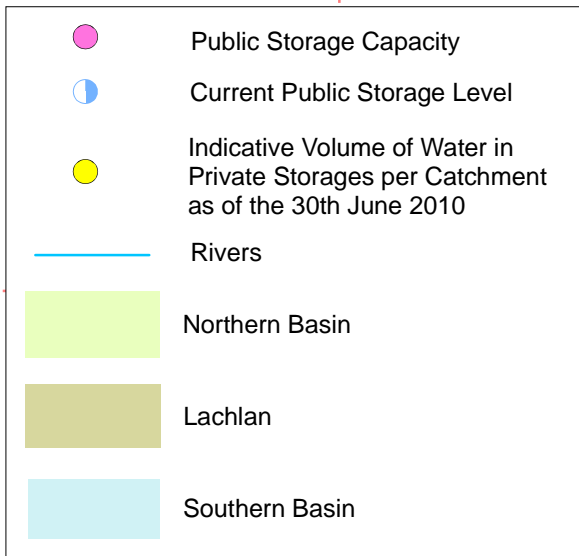 Public Storage Capacity
Current Public Storage Level
Indicative Volume of Water in
Private Storages per Catchment
as of the 30th June 2010
Rivers
Northern Basin
Lachlan
Southern Basin